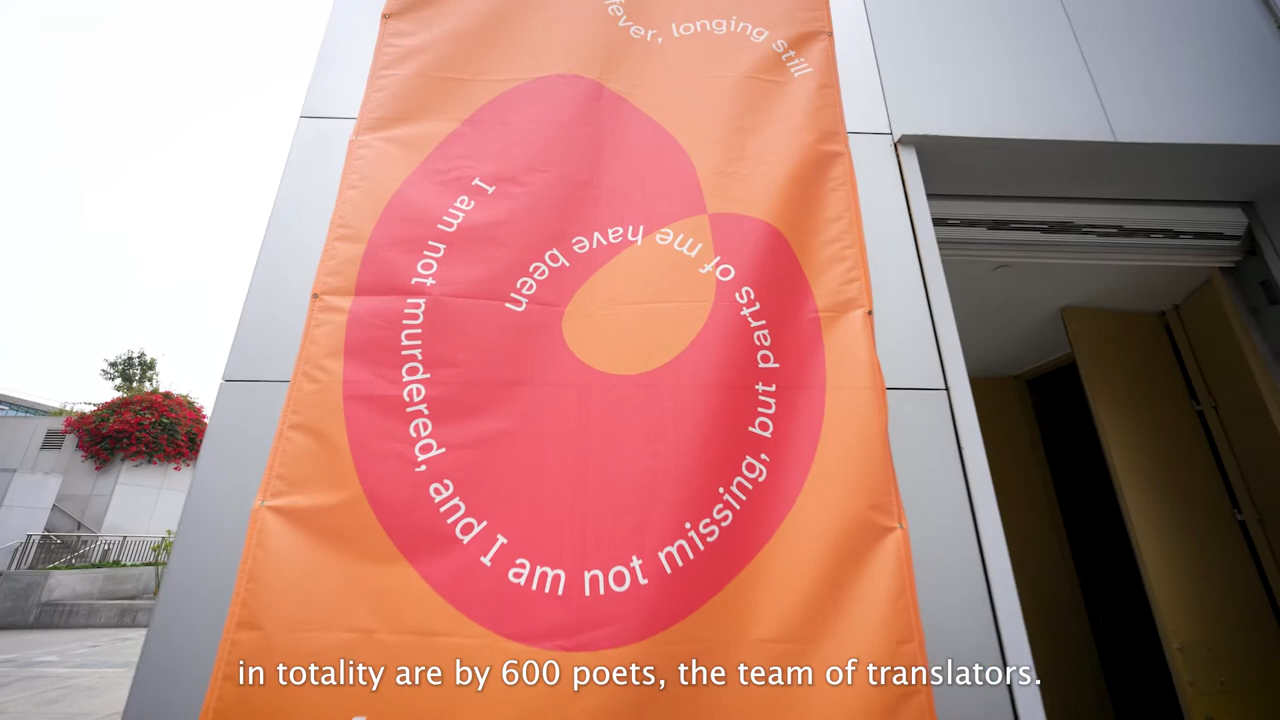 fever, longing still
I am not murdered, and I am not missing, but parts of me have been
in totality are by 600 poets, the team of translators.